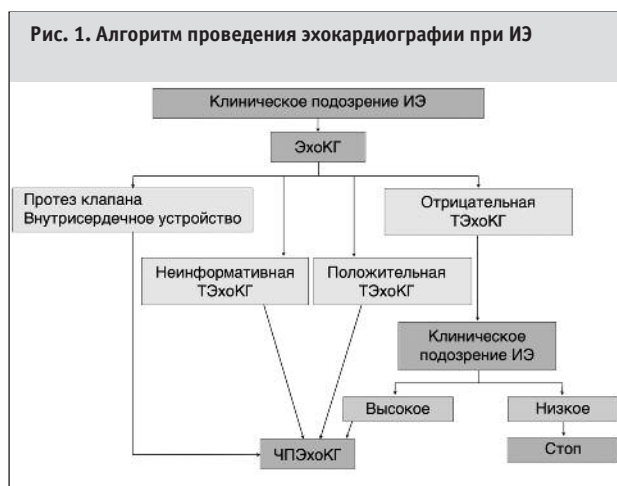 Рис. 1. Алгоритм проведения эхокардиографии при ИЭ
Клиническое подозрение ИЭ
ЭхоКГ
Протез клапана
Внутрисердечное устройство
Отрицательная
ТЭхоКГ
Неинформативная
ТЭхоКГ
Положительная
ТЭхоКГ
Клиническое
подозрение ИЭ
Высокое
Низкое
ЧПЭхоКГ
Стоп